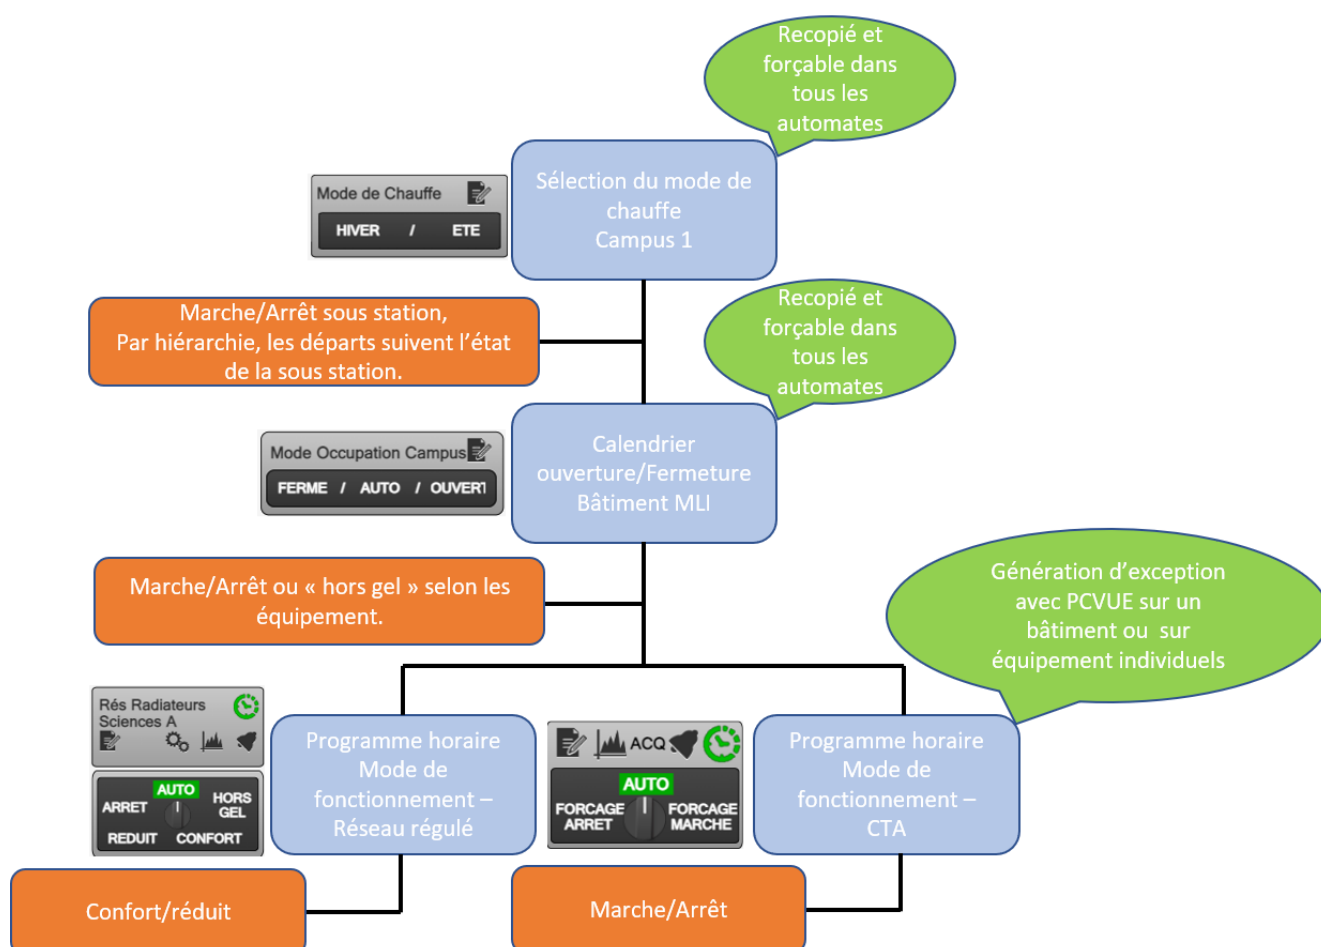 Recopié et
forçable dans
tous les
automates
Sélection du mode de
chauffe
Campus 1
Mode de Chauffe
HIVER / ETE
Marche/Arrêt sous station,
Par hiérarchie, les départs suivent l’état
de la sous station.
Recopié et
forçable dans
tous les
automates
Calendrier
ouverture/Fermeture
Bâtiment MLI
Mode Occupation Campus
FERME / AUTO / OUVERT
Marche/Arrêt ou « hors gel » selon les
équipement.
Génération d’exception
avec PCVUE sur un
bâtiment ou sur
équipement individuels
Rés Radiateurs
Sciences A
AUTO
ARRET
HORS
GEL
REDUIT CONFORT
Programme horaire
Mode de
fonctionnement –
Réseau régulé
ACQ
AUTO
FORCAGE
ARRET
FORCAGE
MARCHE
Programme horaire
Mode de
fonctionnement –
CTA
Confort/réduit
Marche/Arrêt